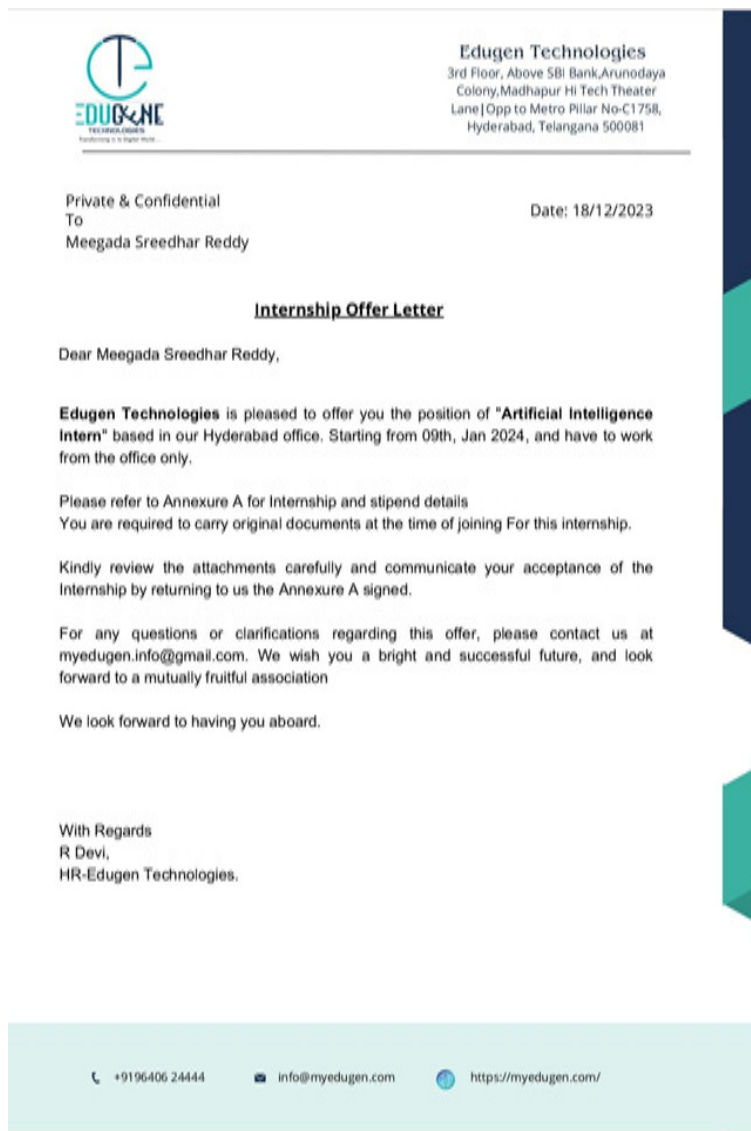 EDUGENE
TECHNOLOGIES
Edugen Technologies
3rd Floor, Above SBI Bank,Arunodaya
Colony,Madhapur Hi Tech Theater
Lane|Opp to Metro Pillar No-C1758,
Hyderabad, Telangana 500081
Private & Confidential
To
Meegada Sreedhar Reddy
Date: 18/12/2023
Internship Offer Letter
Dear Meegada Sreedhar Reddy,
Edugen Technologies is pleased to offer you the position of "Artificial Intelligence
Intern" based in our Hyderabad office. Starting from 09th, Jan 2024, and have to work
from the office only.
Please refer to Annexure A for Internship and stipend details
You are required to carry original documents at the time of joining For this internship.
Kindly review the attachments carefully and communicate your acceptance of the
Internship by returning to us the Annexure A signed.
For any questions or clarifications regarding this offer, please contact us at
myedugen.info@gmail.com. We wish you a bright and successful future, and look
forward to a mutually fruitful association
We look forward to having you aboard.
With Regards
R Devi,
HR-Edugen Technologies.
+9196406 24444
info@myedugen.com
https://myedugen.com/